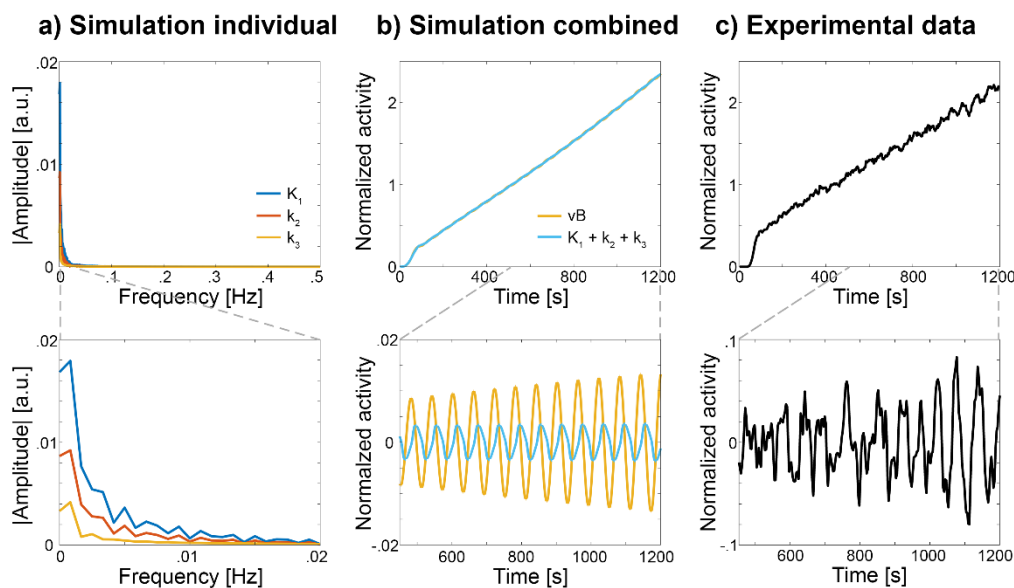 a) Simulation individual
b) Simulation combined
c) Experimental data
|Amplitude| [a.u.]
.02
.01
0
K1
k2
k3
0 .1 .2 .3 .4 .5
Frequency [Hz]
Normalized activity
2
1
0
vB
K1 + k2 + k3
0 400 800 1200
Time [s]
Normalized activtiy
2
1
0
0 400 800 1200
Time [s]
|Amplitude| [a.u.]
.02
.01
0
0 .01 .02
Frequency [Hz]
Normalized activity
.02
0
-.02
600 800 1000 1200
Time [s]
Normalized activity
.1
0
-.1
600 800 1000 1200
Time [s]